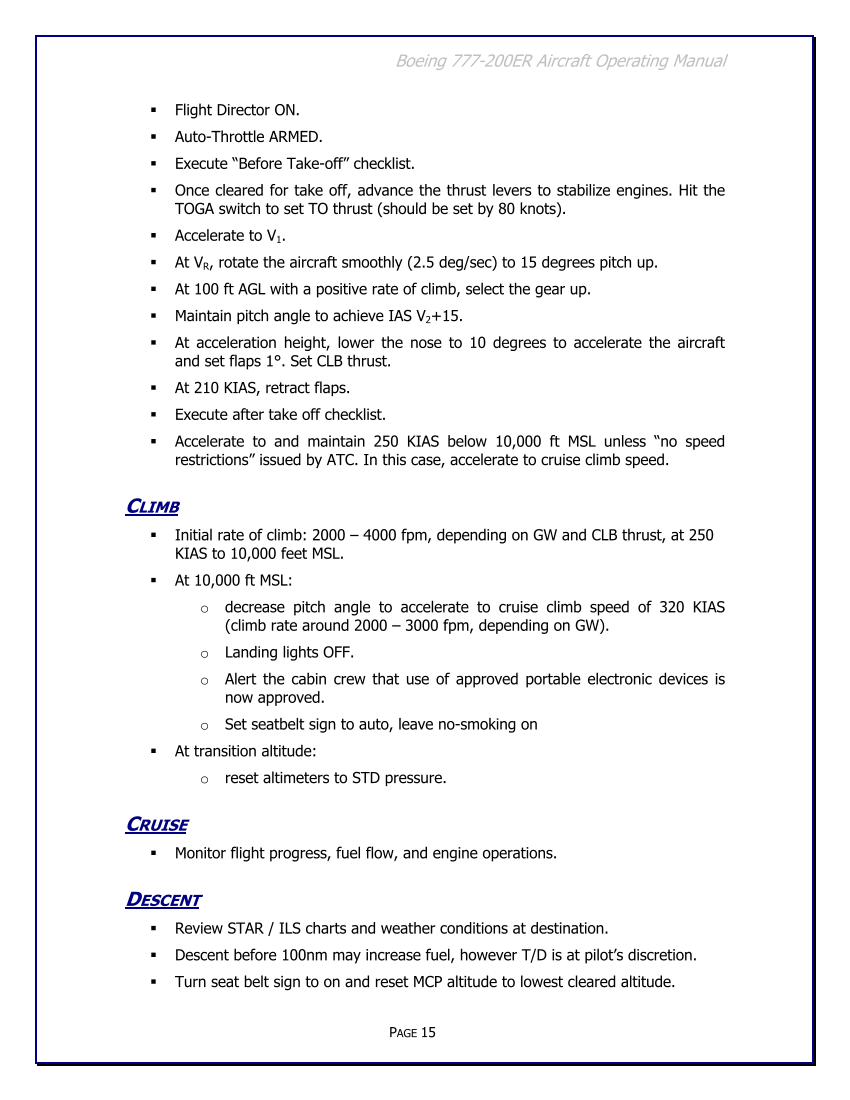 Boeing 777-200ER Aircraft Operating Manual
▪ Flight Director ON.
▪ Auto-Throttle ARMED.
▪ Execute “Before Take-off” checklist.
▪ Once cleared for take off, advance the thrust levers to stabilize engines. Hit the
TOGA switch to set TO thrust (should be set by 80 knots).
▪ Accelerate to V1.
▪ At VR, rotate the aircraft smoothly (2.5 deg/sec) to 15 degrees pitch up.
▪ At 100 ft AGL with a positive rate of climb, select the gear up.
▪ Maintain pitch angle to achieve IAS V2+15.
▪ At acceleration height, lower the nose to 10 degrees to accelerate the aircraft
and set flaps 1°. Set CLB thrust.
▪ At 210 KIAS, retract flaps.
▪ Execute after take off checklist.
▪ Accelerate to and maintain 250 KIAS below 10,000 ft MSL unless “no speed
restrictions” issued by ATC. In this case, accelerate to cruise climb speed.
CLIMB
▪ Initial rate of climb: 2000 – 4000 fpm, depending on GW and CLB thrust, at 250
KIAS to 10,000 feet MSL.
▪ At 10,000 ft MSL:
o decrease pitch angle to accelerate to cruise climb speed of 320 KIAS
(climb rate around 2000 – 3000 fpm, depending on GW).
o Landing lights OFF.
o Alert the cabin crew that use of approved portable electronic devices is
now approved.
o Set seatbelt sign to auto, leave no-smoking on
▪ At transition altitude:
o reset altimeters to STD pressure.
CRUISE
▪ Monitor flight progress, fuel flow, and engine operations.
DESCENT
▪ Review STAR / ILS charts and weather conditions at destination.
▪ Descent before 100nm may increase fuel, however T/D is at pilot’s discretion.
▪ Turn seat belt sign to on and reset MCP altitude to lowest cleared altitude.
PAGE 15